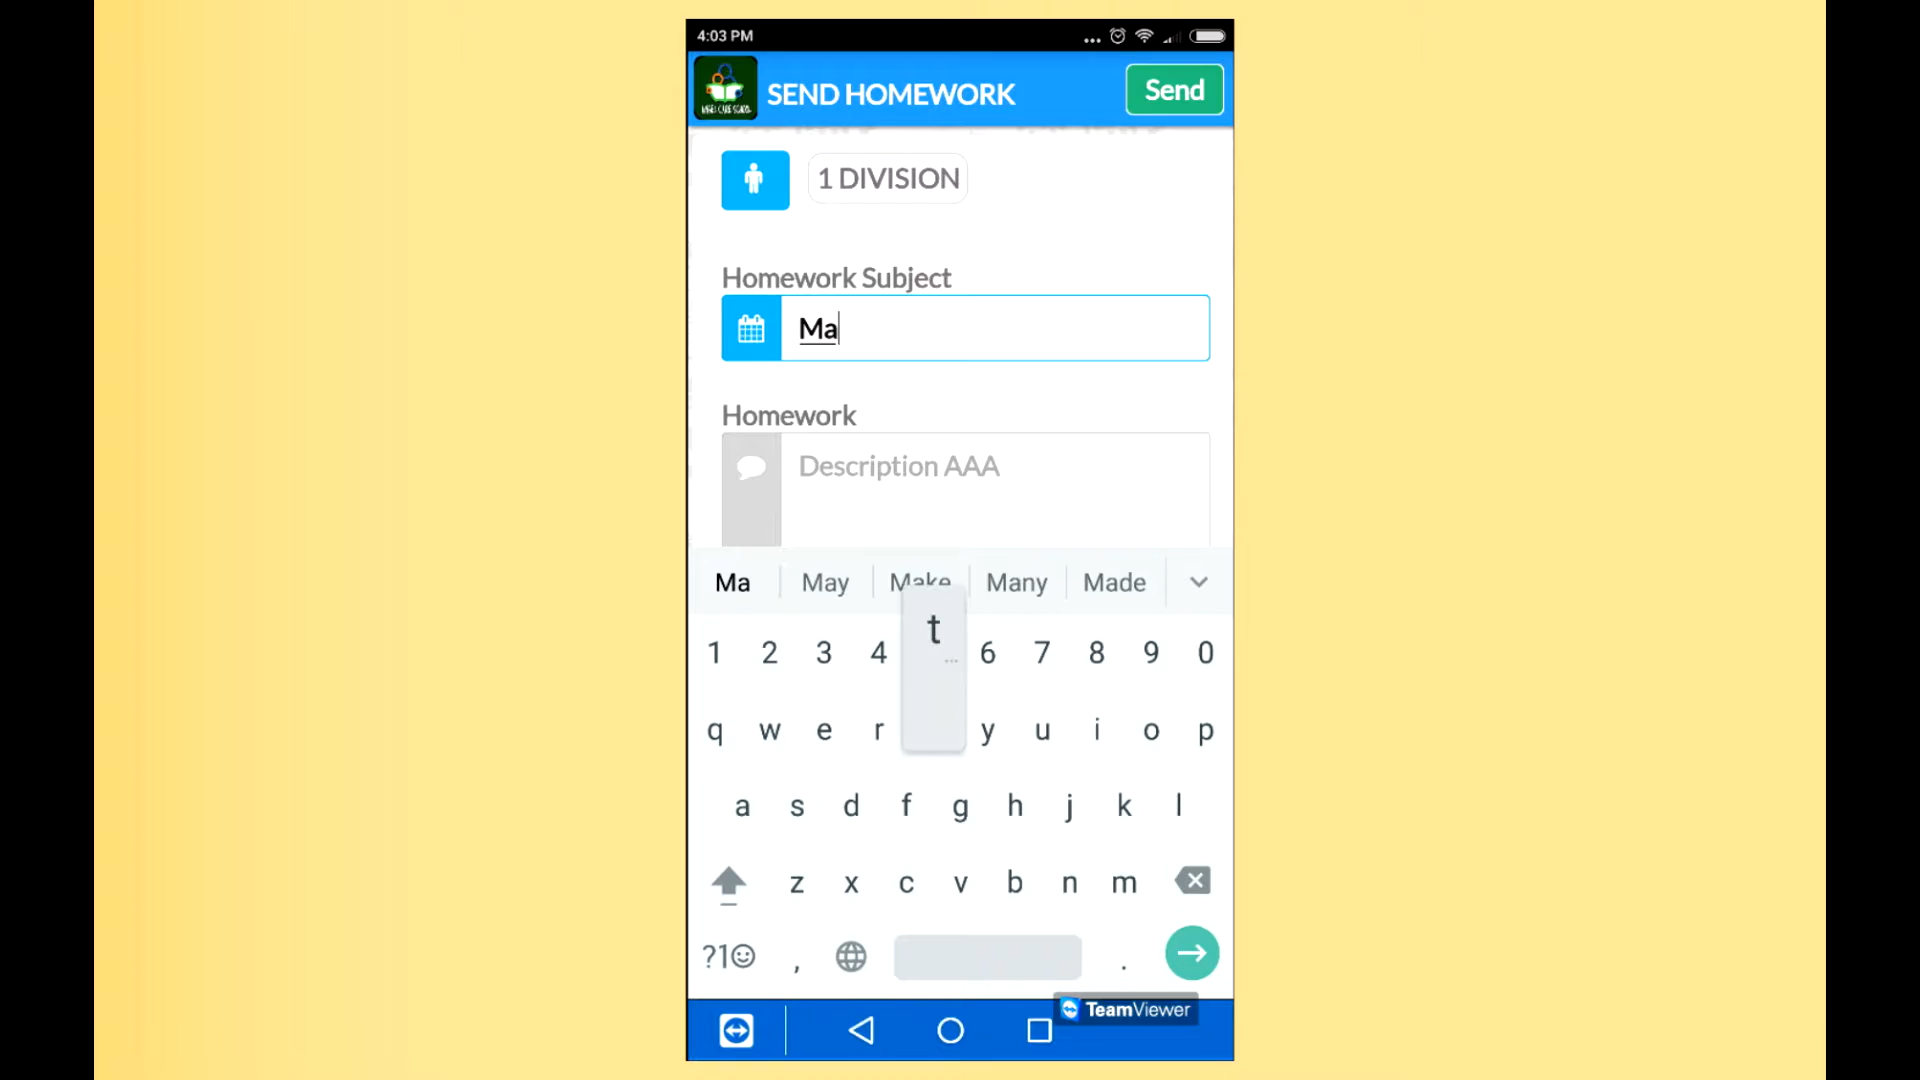 4:03 PM
SEND HOMEWORK
Send
1 DIVISION
Homework Subject
Ma
Homework
Description AAA
Ma May Make Many Made
1 2 3 4 t 6 7 8 9 0
q w e r y u i o p
a s d f g h j k l
z x c v b n m
?1 , .
TeamViewer